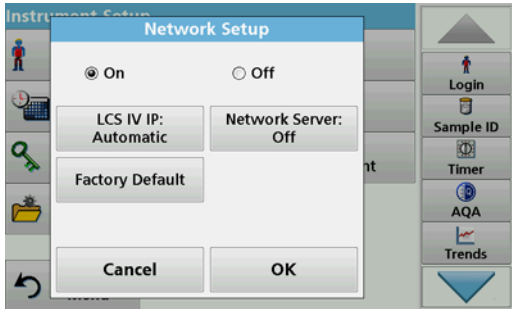 Instrument Setup
Network Setup
On
Off
LCS IV IP:
Automatic
Network Server:
Off
Factory Default
Cancel
OK
Menu
Login
Sample ID
Timer
AQA
Trends